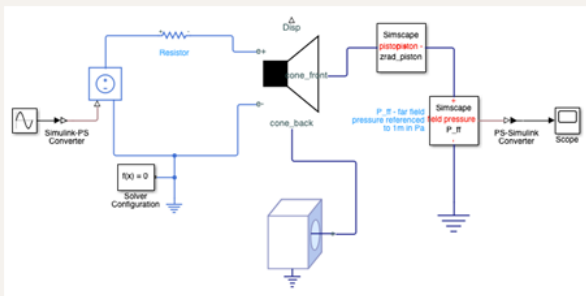 Disp
Simscape
pistopiston -
zrad_piston
Resistor
+
cone_front
-
cone_back
Simulink-PS
Converter
f(x) = 0
Solver
Configuration
P_ff - far field
pressure referenced
to 1m in Pa
+
Simscape
field pressure
P_ff
-
PS-Simulink
Converter
Scope